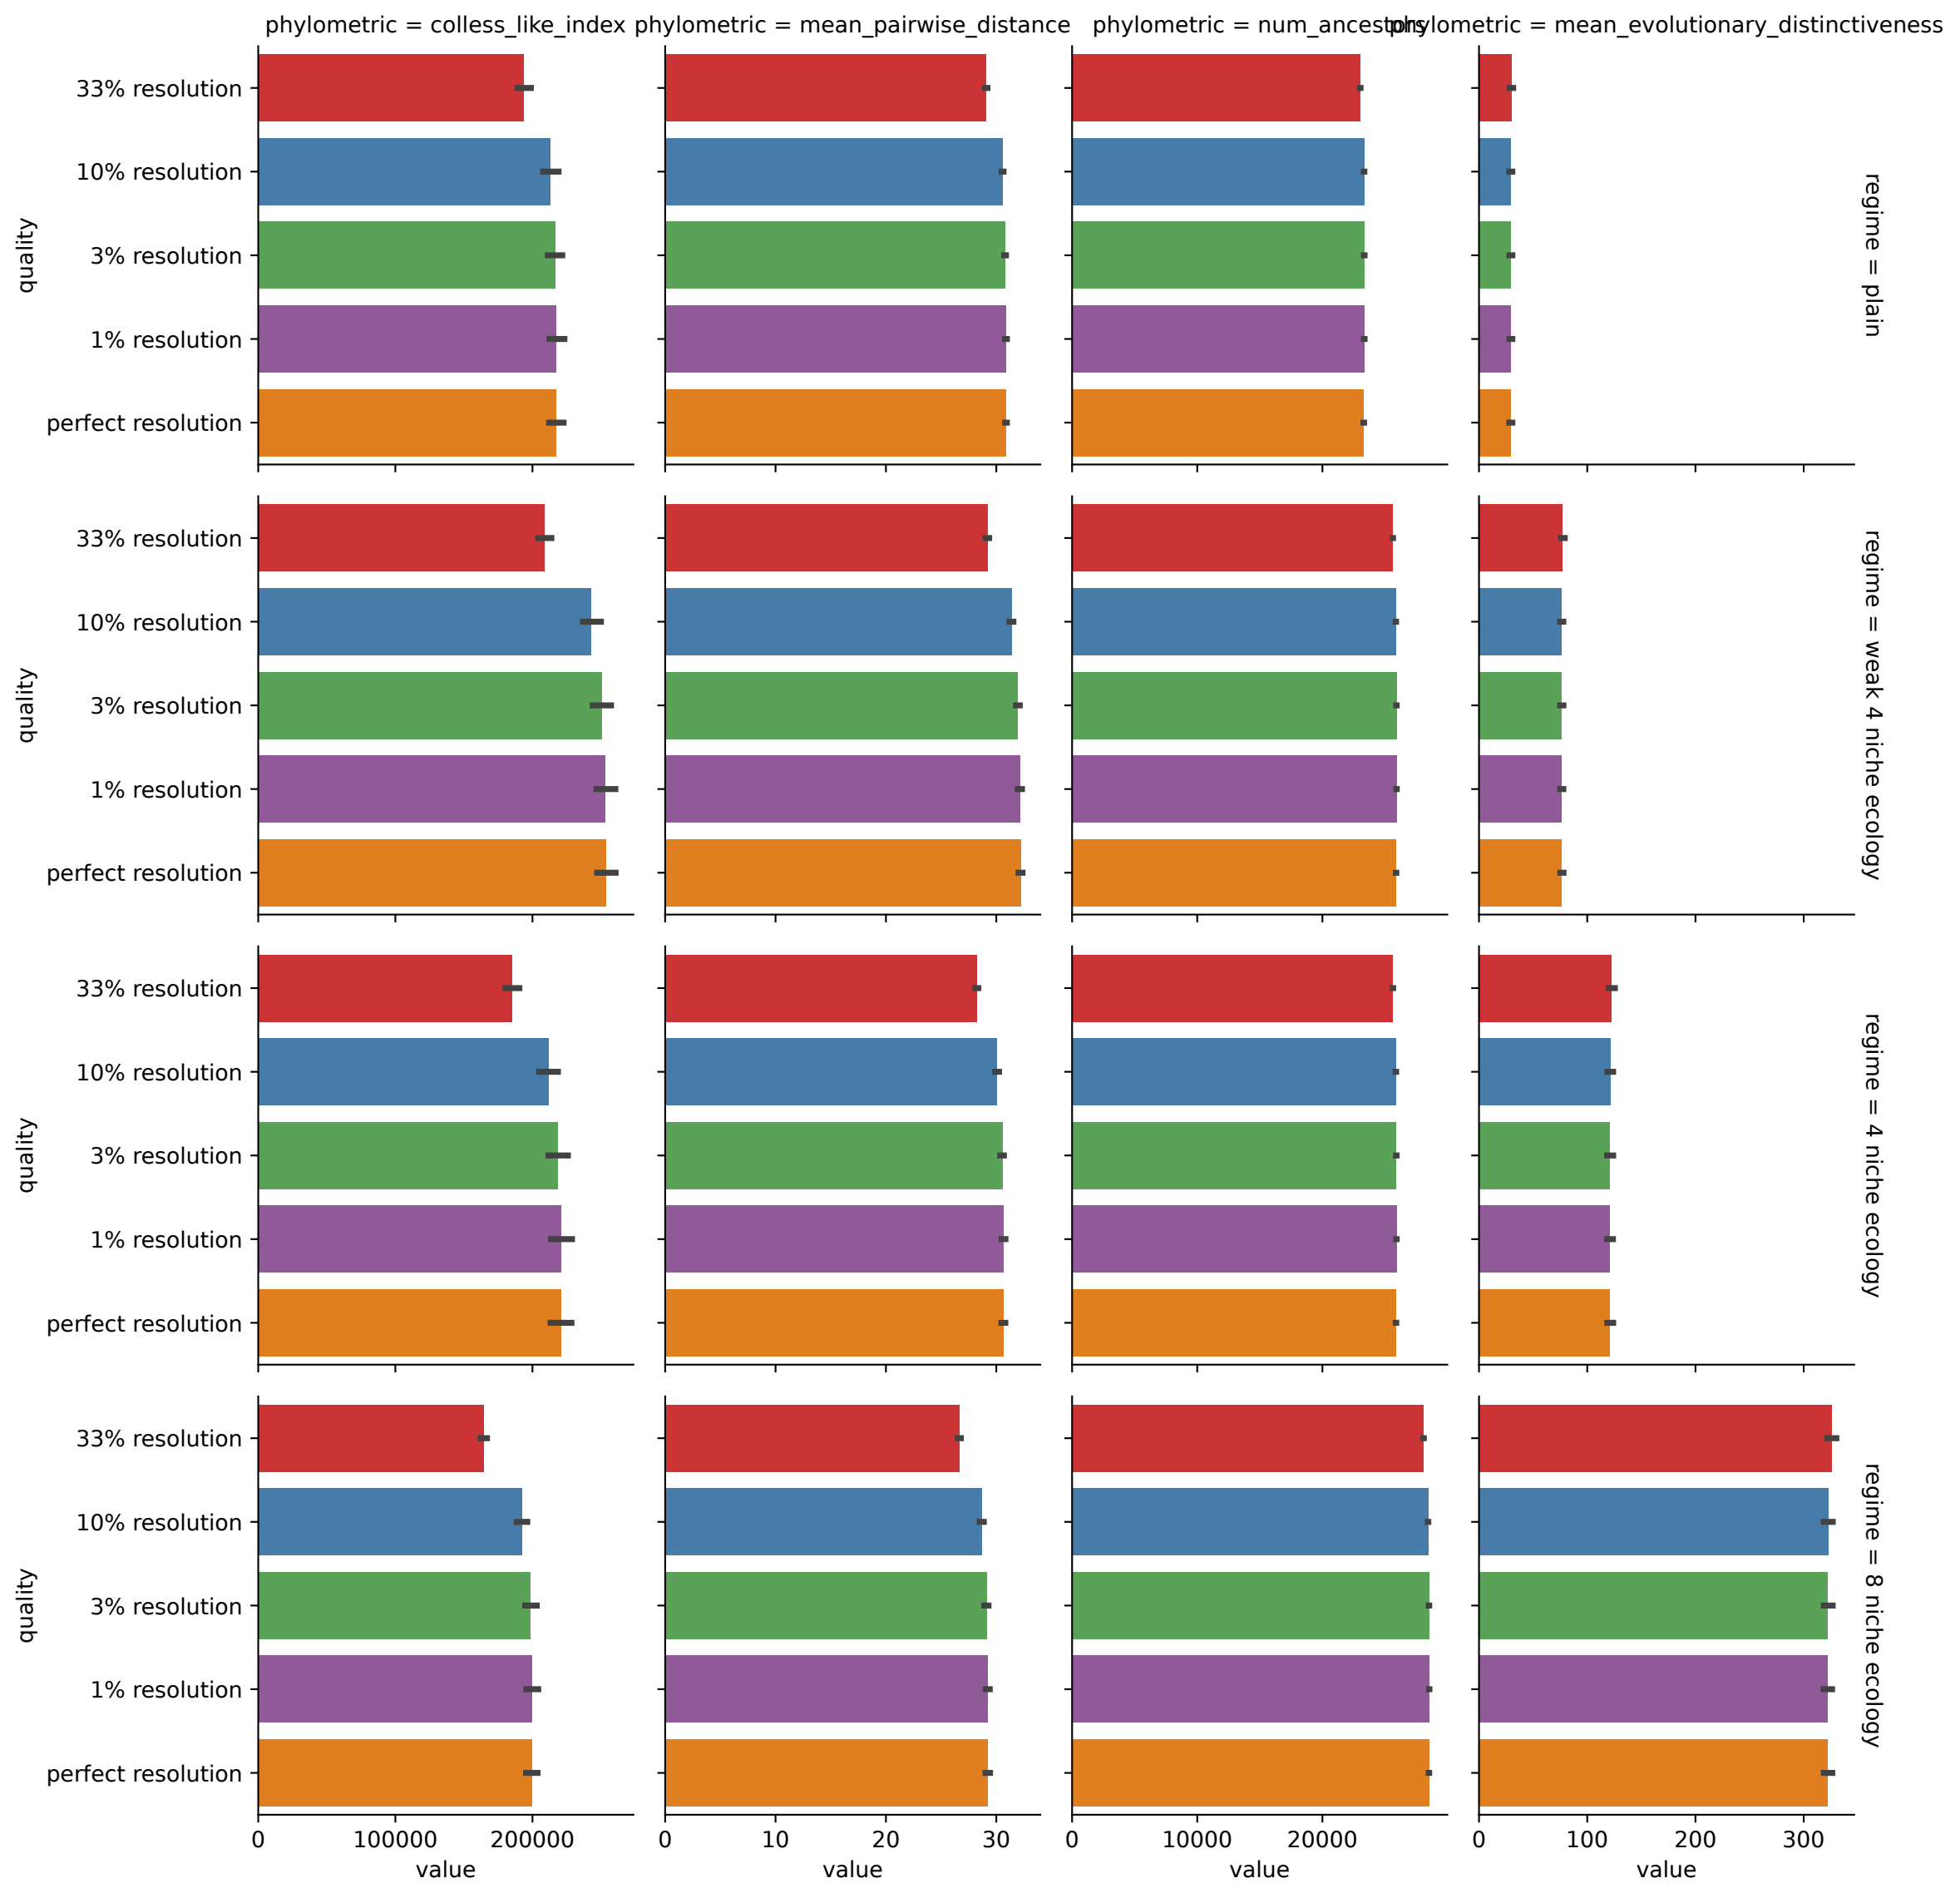 phylometric = colless_like_index
phylometric = mean_pairwise_distance
phylometric = num_ancestors
phylometric = mean_evolutionary_distinctiveness
quality
33% resolution
10% resolution
3% resolution
1% resolution
perfect resolution
regime = plain
quality
33% resolution
10% resolution
3% resolution
1% resolution
perfect resolution
regime = weak 4 niche ecology
quality
33% resolution
10% resolution
3% resolution
1% resolution
perfect resolution
regime = 4 niche ecology
quality
33% resolution
10% resolution
3% resolution
1% resolution
perfect resolution
regime = 8 niche ecology
0 100000 200000
value
0 10 20 30
value
0 10000 20000
value
0 100 200 300
value